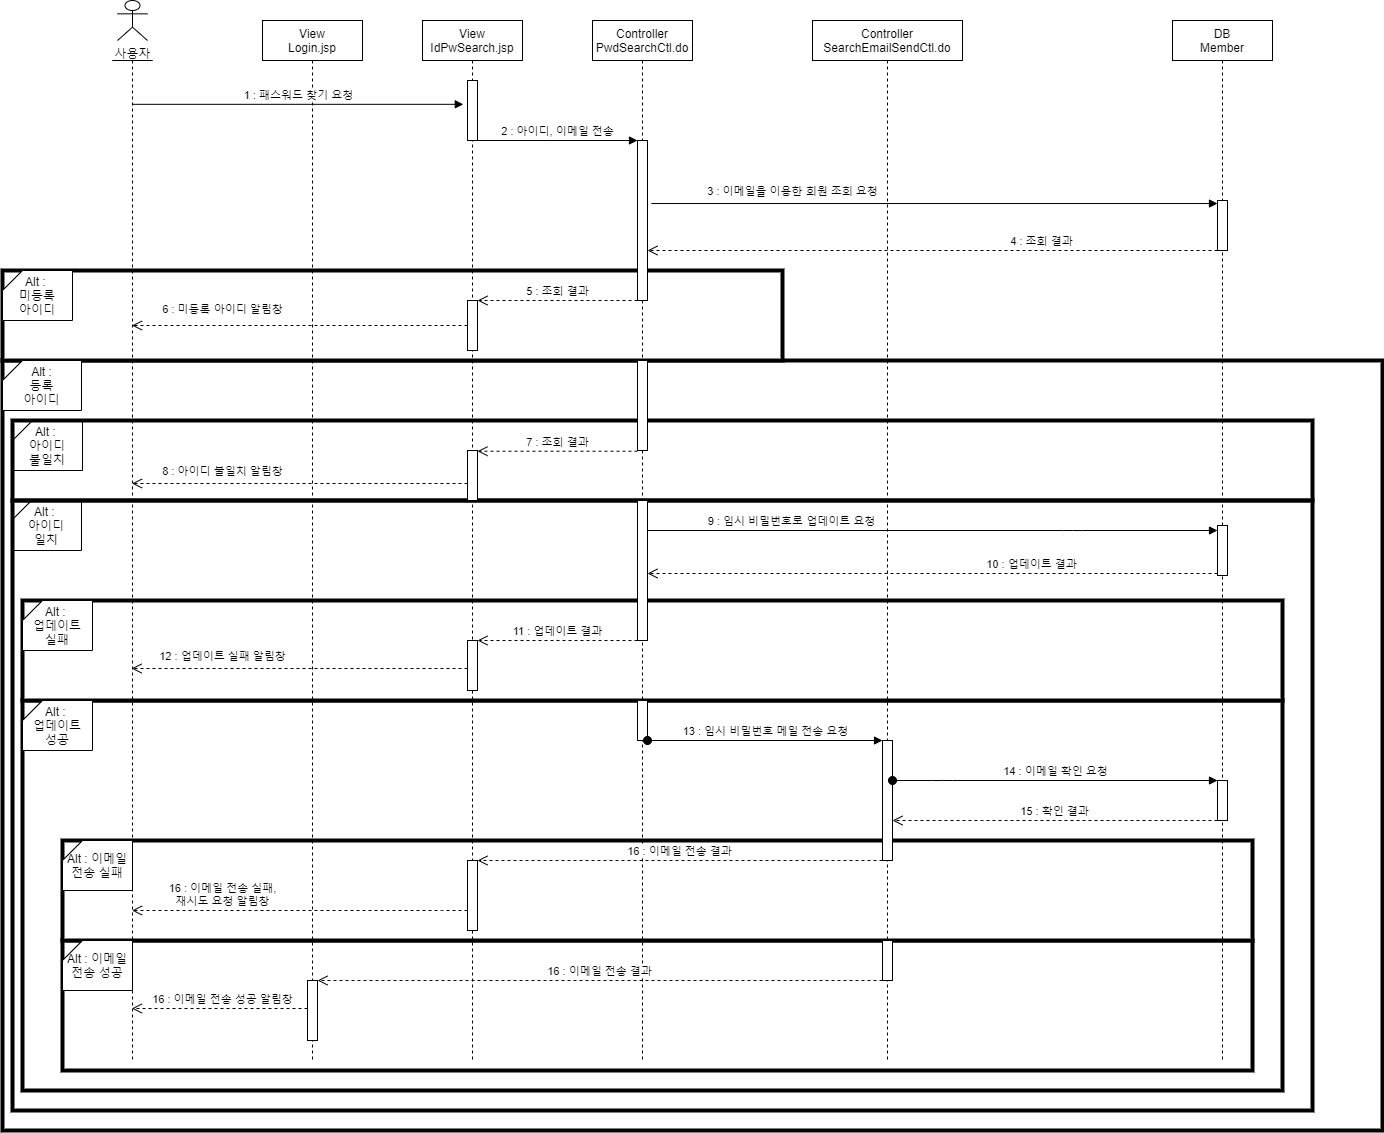 사용자
View
Login.jsp
View
IdPwSearch.jsp
Controller
PwdSearchCtl.do
Controller
SearchEmailSendCtl.do
DB
Member
1 : 패스워드 찾기 요청
2 : 아이디, 이메일 전송
3 : 이메일을 이용한 회원 조회 요청
4 : 조회 결과
Alt :
미등록
아이디
5 : 조회 결과
6 : 미등록 아이디 알림창
Alt :
등록
아이디
Alt :
아이디
불일치
7 : 조회 결과
8 : 아이디 불일치 알림창
Alt :
아이디
일치
9 : 임시 비밀번호로 업데이트 요청
10 : 업데이트 결과
Alt :
업데이트
실패
11 : 업데이트 결과
12 : 업데이트 실패 알림창
Alt :
업데이트
성공
13 : 임시 비밀번호 메일 전송 요청
14 : 이메일 확인 요청
15 : 확인 결과
Alt : 이메일
전송 실패
16 : 이메일 전송 결과
16 : 이메일 전송 실패,
재시도 요청 알림창
Alt : 이메일
전송 성공
16 : 이메일 전송 결과
16 : 이메일 전송 성공 알림창